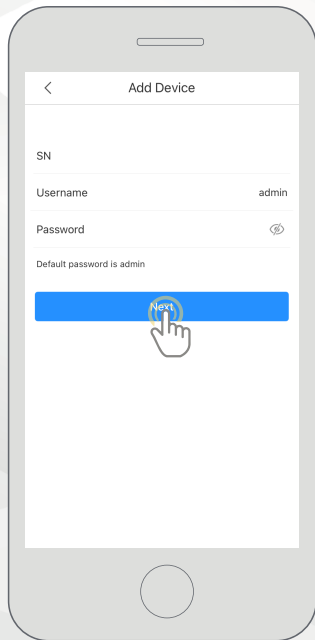 Add Device
SN
Username admin
Password
Default password is admin
Next